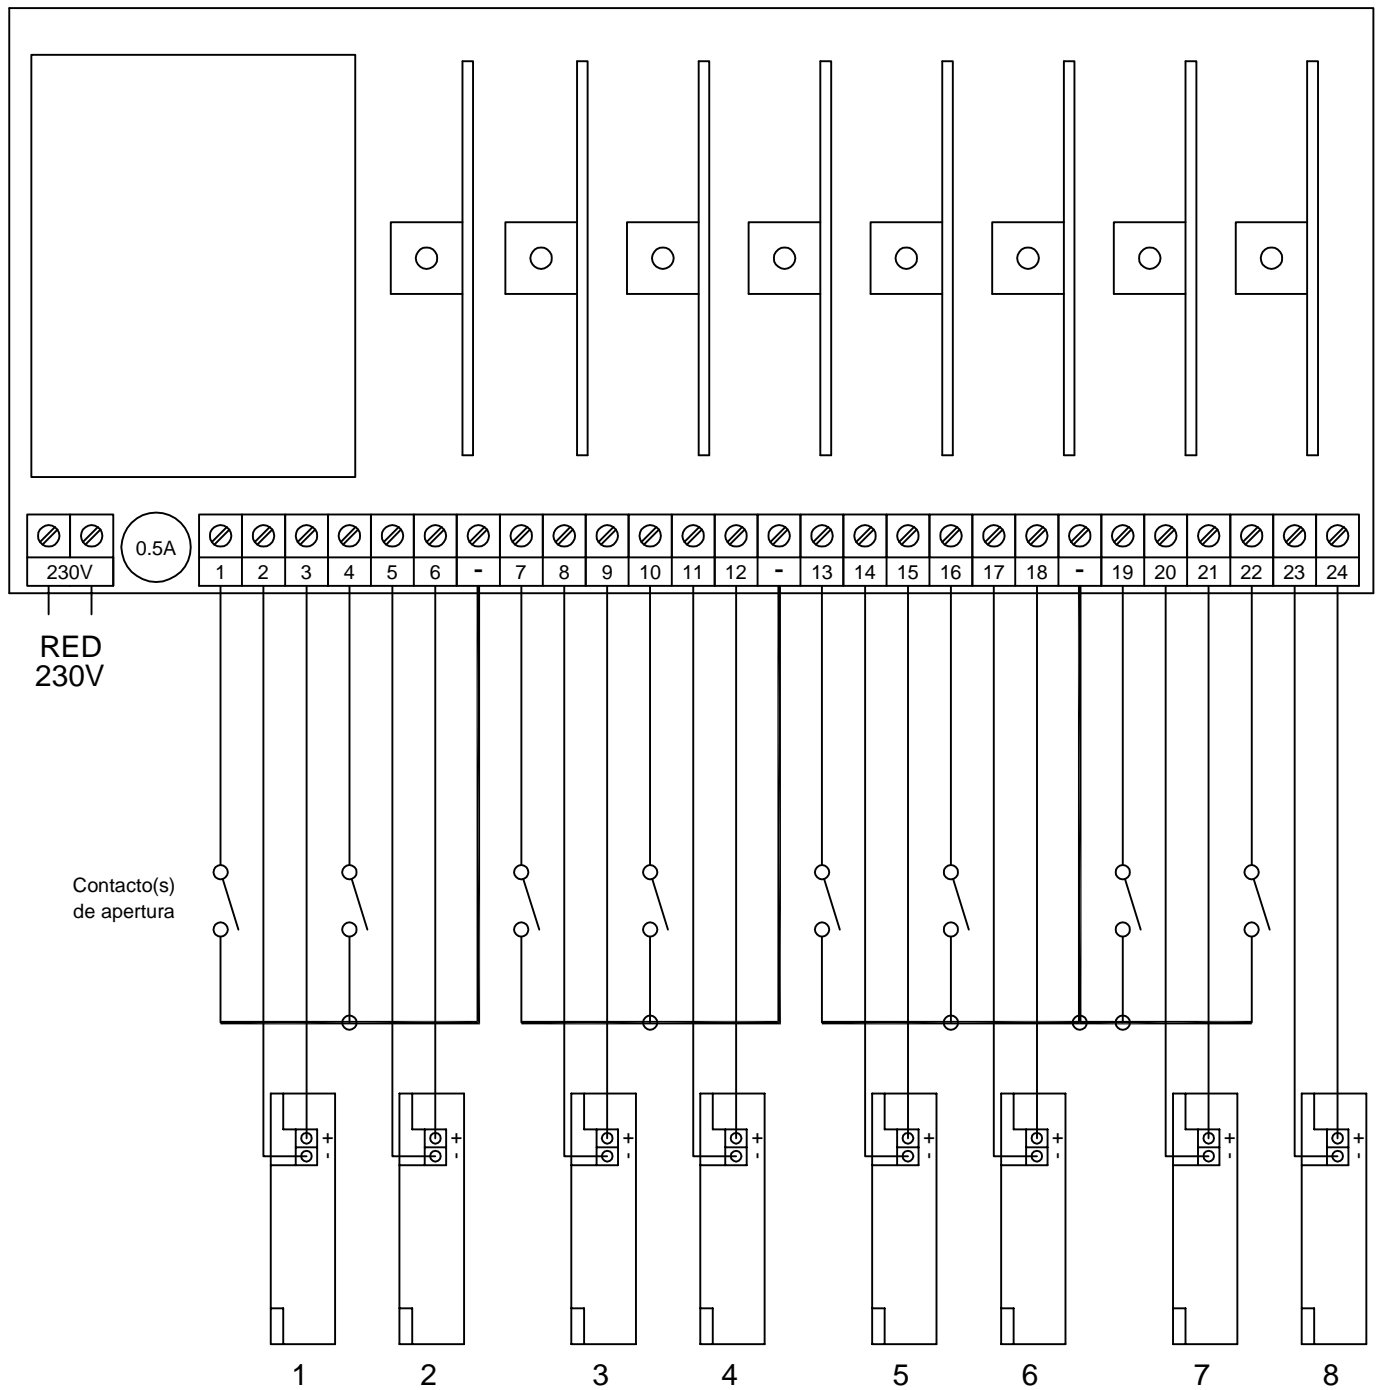 0.5A
230V 1 2 3 4 5 6 - 7 8 9 10 11 12 - 13 14 15 16 17 18 - 19 20 21 22 23 24
RED
230V
Contacto(s)
de apertura
+ + + + + + + +
- - - - - - - -
1 2 3 4 5 6 7 8